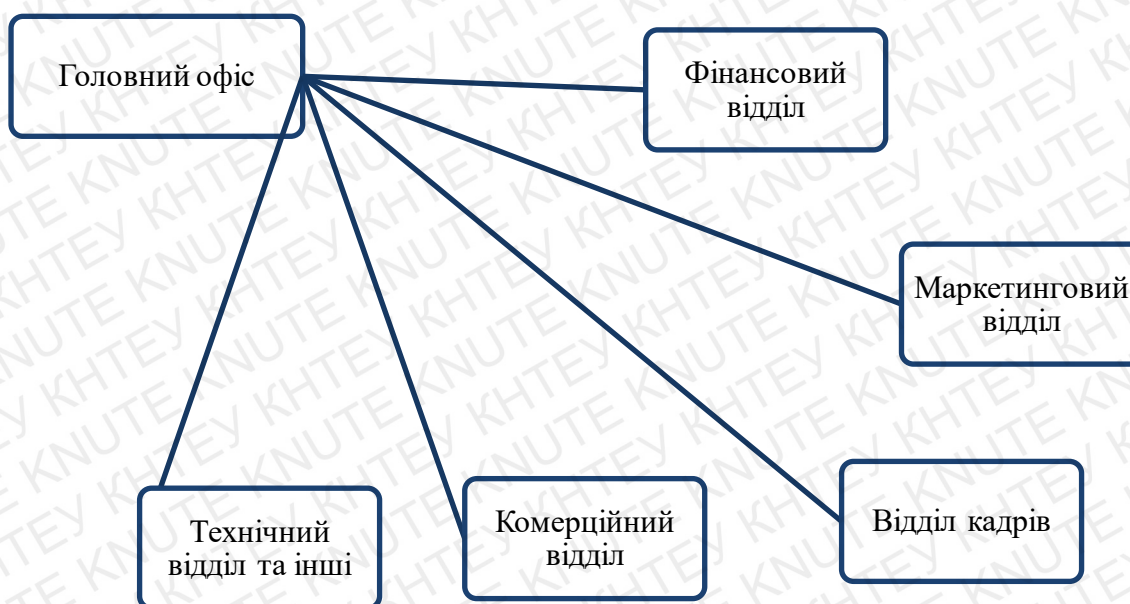 Головний офіс
Фінансовий
відділ
Маркетинговий
відділ
Відділ кадрів
Комерційний
відділ
Технічний
відділ та інші